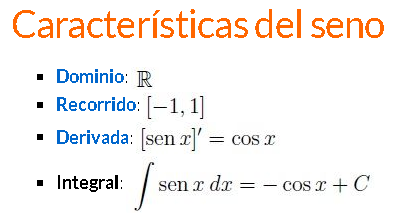 Características del seno
▪ Dominio: ℝ
▪ Recorrido: [−1, 1]
▪ Derivada: [sen x]′ = cos x
▪ Integral: ∫ sen x dx = − cos x + C